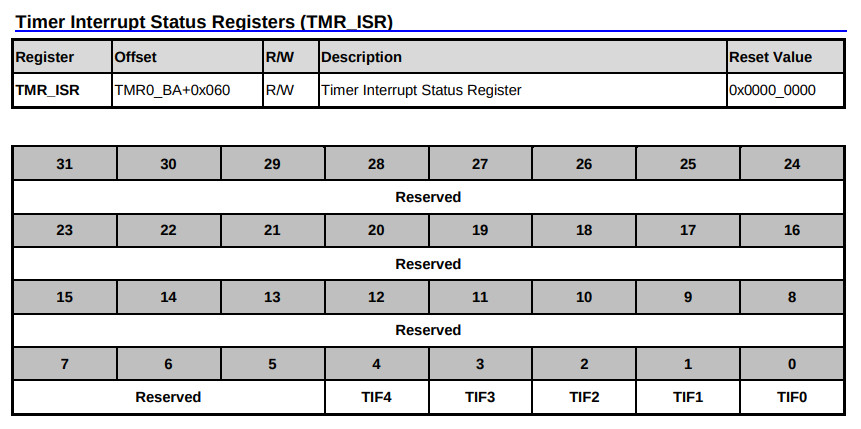 Timer Interrupt Status Registers (TMR_ISR)
Register Offset R/W Description Reset Value
TMR_ISR TMR0_BA+0x060 R/W Timer Interrupt Status Register 0x0000_0000
31 30 29 28 27 26 25 24
Reserved
23 22 21 20 19 18 17 16
Reserved
15 14 13 12 11 10 9 8
Reserved
7 6 5 4 3 2 1 0
Reserved TIF4 TIF3 TIF2 TIF1 TIF0